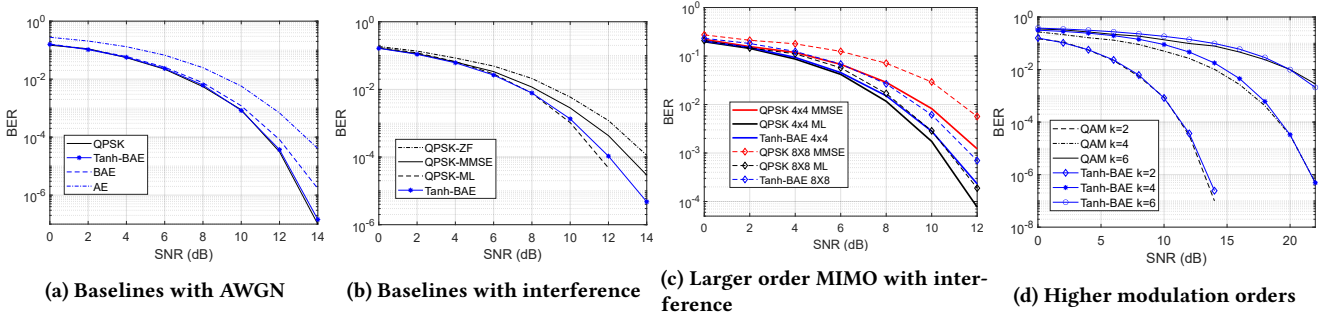 BER
10^0
10^-2
10^-4
10^-6
QPSK
Tanh-BAE
BAE
AE
0 2 4 6 8 10 12 14
SNR (dB)
(a) Baselines with AWGN
BER
10^0
10^-2
10^-4
10^-6
QPSK-ZF
QPSK-MMSE
QPSK-ML
Tanh-BAE
0 2 4 6 8 10 12 14
SNR (dB)
(b) Baselines with interference
BER
10^0
10^-1
10^-2
10^-3
10^-4
QPSK 4x4 MMSE
QPSK 4x4 ML
Tanh-BAE 4x4
QPSK 8X8 MMSE
QPSK 8X8 ML
Tanh-BAE 8X8
0 2 4 6 8 10 12
SNR (dB)
(c) Larger order MIMO with inter-
ference
BER
10^0
10^-2
10^-4
10^-6
10^-8
QAM k=2
QAM k=4
QAM k=6
Tanh-BAE k=2
Tanh-BAE k=4
Tanh-BAE k=6
0 5 10 15 20
SNR (dB)
(d) Higher modulation orders